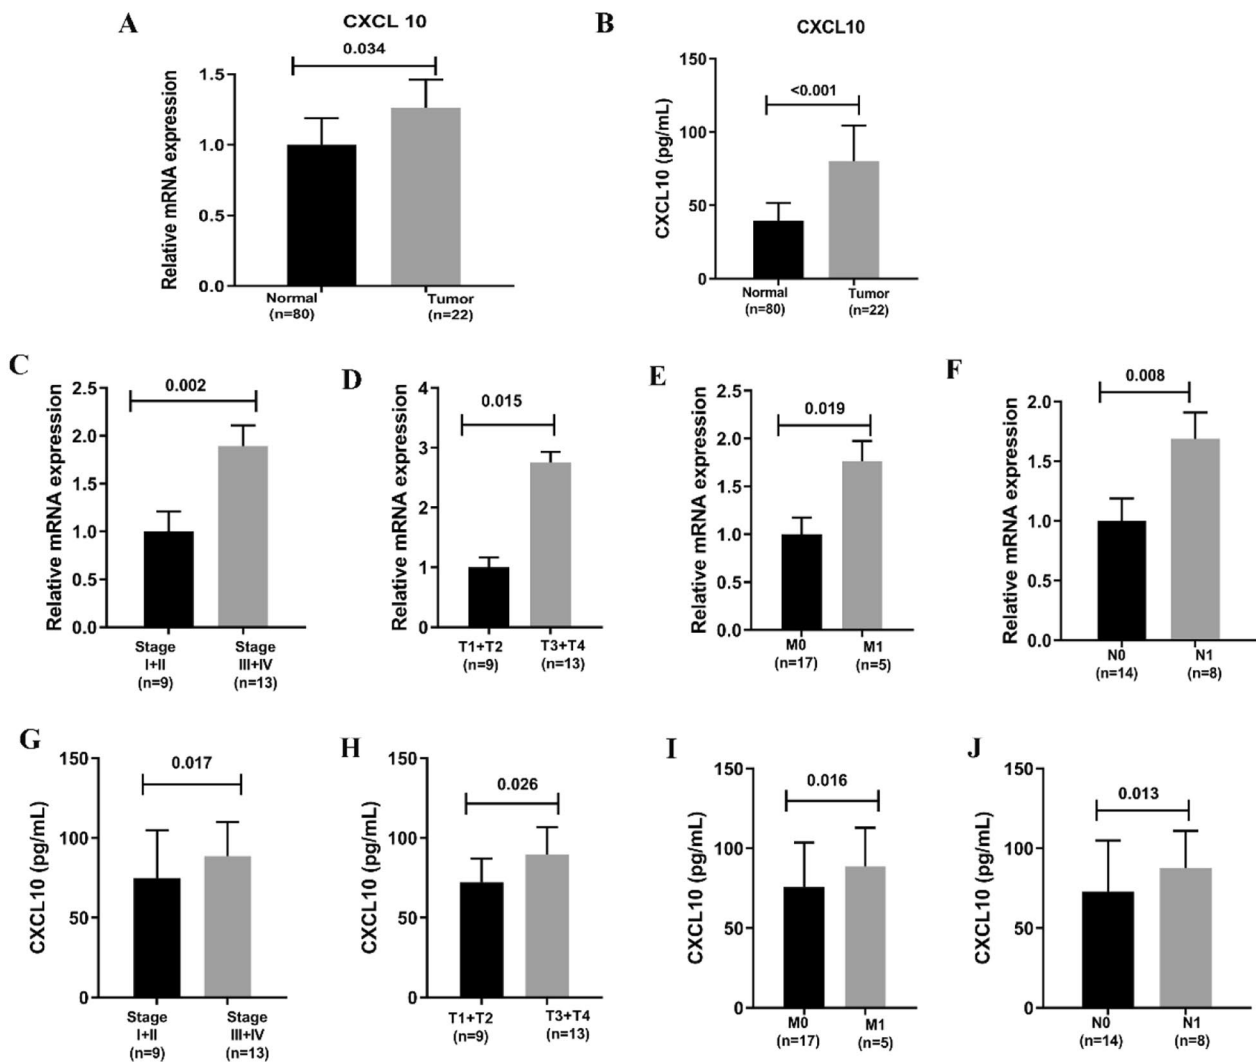 A
CXCL 10
0.034
Relative mRNA expression
1.5
1.0
0.5
0.0
Normal
(n=80)
Tumor
(n=22)
B
CXCL10
<0.001
CXCL10 (pg/mL)
150
100
50
0
Normal
(n=80)
Tumor
(n=22)
C
0.002
Relative mRNA expression
2.5
2.0
1.5
1.0
0.5
0.0
Stage
I+II
(n=9)
Stage
III+IV
(n=13)
D
0.015
Relative mRNA expression
4
3
2
1
0
T1+T2
(n=9)
T3+T4
(n=13)
E
0.019
Relative mRNA expression
2.5
2.0
1.5
1.0
0.5
0.0
M0
(n=17)
M1
(n=5)
F
0.008
Relative mRNA expression
2.0
1.5
1.0
0.5
0.0
N0
(n=14)
N1
(n=8)
G
0.017
CXCL10 (pg/mL)
150
100
50
0
Stage
I+II
(n=9)
Stage
III+IV
(n=13)
H
0.026
CXCL10 (pg/mL)
150
100
50
0
T1+T2
(n=9)
T3+T4
(n=13)
I
0.016
CXCL10 (pg/mL)
150
100
50
0
M0
(n=17)
M1
(n=5)
J
0.013
CXCL10 (pg/mL)
150
100
50
0
N0
(n=14)
N1
(n=8)